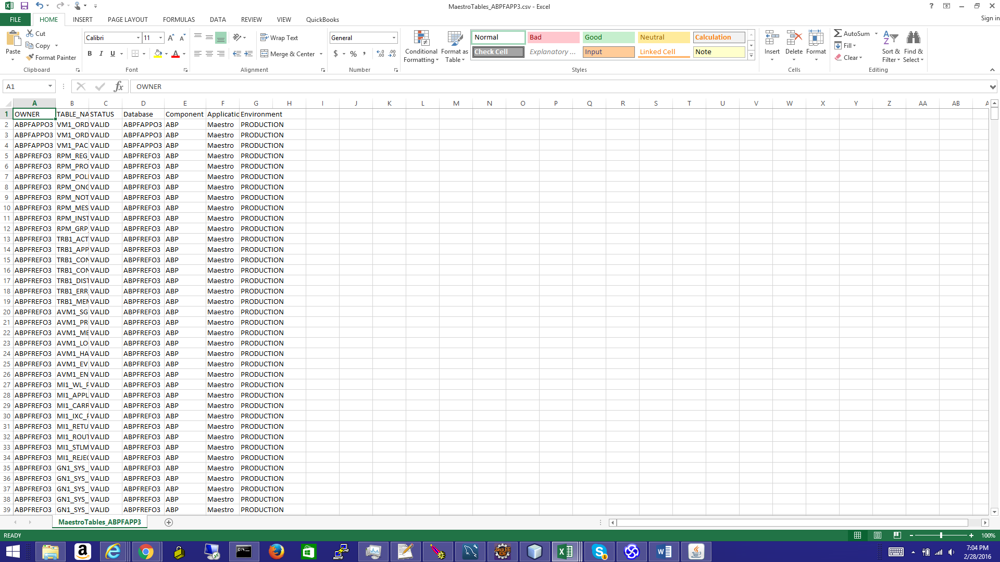 MaestroTables_ABPFAPP3.csv - Excel
?
Sign in
FILE HOME INSERT PAGE LAYOUT FORMULAS DATA REVIEW VIEW QuickBooks
Paste
Cut
Copy
Format Painter
Clipboard
Calibri 11
B I U
Font
Wrap Text
Merge & Center
Alignment
General
$ % ,
Number
Conditional Formatting
Format as Table
Normal Bad Good Neutral Calculation
Check Cell Explanatory ... Input Linked Cell Note
Styles
Insert Delete Format
Cells
AutoSum
Fill
Clear
Sort & Filter
Find & Select
Editing
A1 fx OWNER
A B C D E F G H I J K L M N O P Q R S T U V W X Y Z AA AB A
1 OWNER TABLE_NA STATUS Database Component Applicatic Environment
2 ABPFAPPO3 VM1_ORD VALID ABPFAPPO3 ABP Maestro PRODUCTION
3 ABPFAPPO3 VM1_ORD VALID ABPFAPPO3 ABP Maestro PRODUCTION
4 ABPFAPPO3 VM1_PAC VALID ABPFAPPO3 ABP Maestro PRODUCTION
5 ABPFREFO3 RPM_REG_ VALID ABPFREFO3 ABP Maestro PRODUCTION
6 ABPFREFO3 RPM_PRO VALID ABPFREFO3 ABP Maestro PRODUCTION
7 ABPFREFO3 RPM_POLI VALID ABPFREFO3 ABP Maestro PRODUCTION
8 ABPFREFO3 RPM_ONG VALID ABPFREFO3 ABP Maestro PRODUCTION
9 ABPFREFO3 RPM_NOT VALID ABPFREFO3 ABP Maestro PRODUCTION
10 ABPFREFO3 RPM_MES VALID ABPFREFO3 ABP Maestro PRODUCTION
11 ABPFREFO3 RPM_INST VALID ABPFREFO3 ABP Maestro PRODUCTION
12 ABPFREFO3 RPM_GRP_ VALID ABPFREFO3 ABP Maestro PRODUCTION
13 ABPFREFO3 TRB1_ACT VALID ABPFREFO3 ABP Maestro PRODUCTION
14 ABPFREFO3 TRB1_APP VALID ABPFREFO3 ABP Maestro PRODUCTION
15 ABPFREFO3 TRB1_CON VALID ABPFREFO3 ABP Maestro PRODUCTION
16 ABPFREFO3 TRB1_CON VALID ABPFREFO3 ABP Maestro PRODUCTION
17 ABPFREFO3 TRB1_DIST VALID ABPFREFO3 ABP Maestro PRODUCTION
18 ABPFREFO3 TRB1_ERR_ VALID ABPFREFO3 ABP Maestro PRODUCTION
19 ABPFREFO3 TRB1_MEM VALID ABPFREFO3 ABP Maestro PRODUCTION
20 ABPFREFO3 AVM1_SG VALID ABPFREFO3 ABP Maestro PRODUCTION
21 ABPFREFO3 AVM1_PR VALID ABPFREFO3 ABP Maestro PRODUCTION
22 ABPFREFO3 AVM1_ME VALID ABPFREFO3 ABP Maestro PRODUCTION
23 ABPFREFO3 AVM1_LO VALID ABPFREFO3 ABP Maestro PRODUCTION
24 ABPFREFO3 AVM1_HA VALID ABPFREFO3 ABP Maestro PRODUCTION
25 ABPFREFO3 AVM1_EV VALID ABPFREFO3 ABP Maestro PRODUCTION
26 ABPFREFO3 AVM1_EN VALID ABPFREFO3 ABP Maestro PRODUCTION
27 ABPFREFO3 MI1_WL_F VALID ABPFREFO3 ABP Maestro PRODUCTION
28 ABPFREFO3 MI1_APPL VALID ABPFREFO3 ABP Maestro PRODUCTION
29 ABPFREFO3 MI1_CARR VALID ABPFREFO3 ABP Maestro PRODUCTION
30 ABPFREFO3 MI1_IXC_F VALID ABPFREFO3 ABP Maestro PRODUCTION
31 ABPFREFO3 MI1_RETU VALID ABPFREFO3 ABP Maestro PRODUCTION
32 ABPFREFO3 MI1_ROUT VALID ABPFREFO3 ABP Maestro PRODUCTION
33 ABPFREFO3 MI1_STLM VALID ABPFREFO3 ABP Maestro PRODUCTION
34 ABPFREFO3 MI1_REJEC VALID ABPFREFO3 ABP Maestro PRODUCTION
35 ABPFREFO3 GN1_SYS_ VALID ABPFREFO3 ABP Maestro PRODUCTION
36 ABPFREFO3 GN1_SYS_ VALID ABPFREFO3 ABP Maestro PRODUCTION
37 ABPFREFO3 GN1_SYS_ VALID ABPFREFO3 ABP Maestro PRODUCTION
38 ABPFREFO3 GN1_SYS_ VALID ABPFREFO3 ABP Maestro PRODUCTION
39 ABPFREFO3 GN1_SYS_ VALID ABPFREFO3 ABP Maestro PRODUCTION
MaestroTables_ABPFAPP3
READY 100%
7:04 PM
2/28/2016